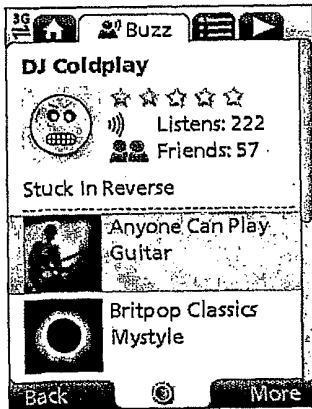 3G
Buzz
DJ Coldplay
Listens: 222
Friends: 57
Stuck In Reverse
Anyone Can Play
Guitar
Britpop Classics
Mystyle
Back
More